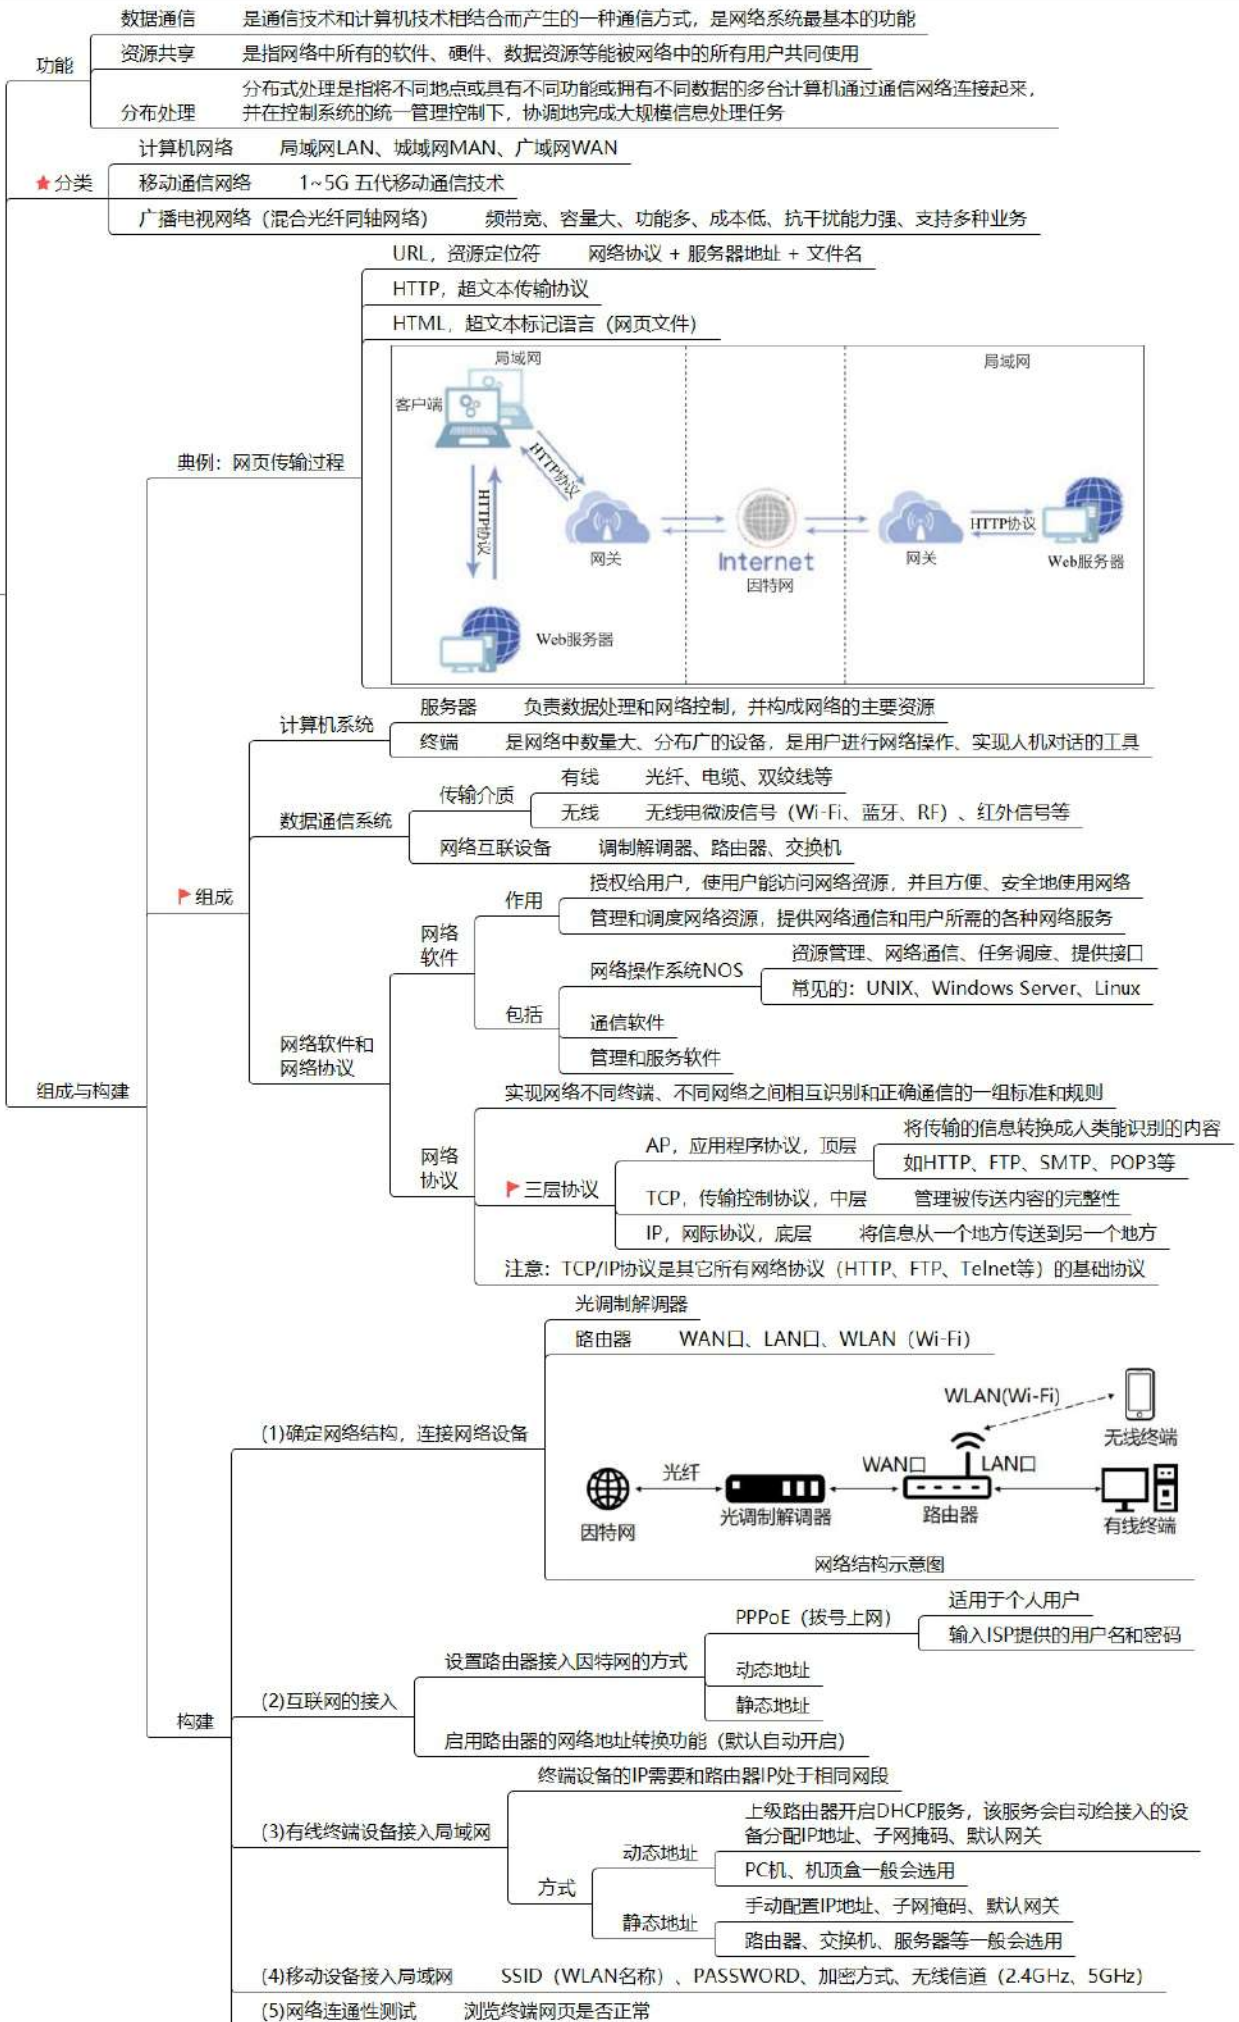 功能
数据通信 是通信技术和计算机技术相结合而产生的一种通信方式，是网络系统最基本的功能
资源共享 是指网络中所有的软件、硬件、数据资源等能被网络中的所有用户共同使用
分布处理 分布式处理是指将不同地点或具有不同功能或拥有不同数据的多台计算机通过通信网络连接起来，
并在控制系统的统一管理控制下，协调地完成大规模信息处理任务
分类
计算机网络 局域网LAN、城域网MAN、广域网WAN
移动通信网络 1~5G 五代移动通信技术
广播电视网络（混合光纤同轴网络） 频带宽、容量大、功能多、成本低、抗干扰能力强、支持多种业务
组成与构建
典例：网页传输过程
URL，资源定位符 网络协议 + 服务器地址 + 文件名
HTTP，超文本传输协议
HTML，超文本标记语言（网页文件）
局域网
局域网
客户端
HTTP协议
HTTP协议
网关
Internet
因特网
网关
HTTP协议
Web服务器
Web服务器
组成
计算机系统
服务器 负责数据处理和网络控制，并构成网络的主要资源
终端 是网络中数量大、分布广的设备，是用户进行网络操作、实现人机对话的工具
数据通信系统
传输介质
有线 光纤、电缆、双绞线等
无线 无线电微波信号（Wi-Fi、蓝牙、RF）、红外信号等
网络互联设备 调制解调器、路由器、交换机
网络软件和
网络协议
网络
软件
作用
授权给用户，使用户能访问网络资源，并且方便、安全地使用网络
管理和调度网络资源，提供网络通信和用户所需的各种网络服务
包括
网络操作系统NOS
资源管理、网络通信、任务调度、提供接口
常见的：UNIX、Windows Server、Linux
通信软件
管理和服务软件
网络
协议
实现网络不同终端、不同网络之间相互识别和正确通信的一组标准和规则
三层协议
AP，应用程序协议，顶层
将传输的信息转换成人类能识别的内容
如HTTP、FTP、SMTP、POP3等
TCP，传输控制协议，中层 管理被传送内容的完整性
IP，网际协议，底层 将信息从一个地方传送到另一个地方
注意：TCP/IP协议是其它所有网络协议（HTTP、FTP、Telnet等）的基础协议
构建
(1)确定网络结构，连接网络设备
光调制解调器
路由器 WAN口、LAN口、WLAN（Wi-Fi）
WLAN(Wi-Fi)
无线终端
光纤
WAN口
LAN口
因特网
光调制解调器
路由器
有线终端
网络结构示意图
(2)互联网的接入
设置路由器接入因特网的方式
PPPoE（拨号上网）
适用于个人用户
输入ISP提供的用户名和密码
动态地址
静态地址
启用路由器的网络地址转换功能（默认自动开启）
(3)有线终端设备接入局域网
终端设备的IP需要和路由器IP处于相同网段
方式
动态地址
上级路由器开启DHCP服务，该服务会自动给接入的设
备分配IP地址、子网掩码、默认网关
PC机、机顶盒一般会选用
静态地址
手动配置IP地址、子网掩码、默认网关
路由器、交换机、服务器等一般会选用
(4)移动设备接入局域网 SSID（WLAN名称）、PASSWORD、加密方式、无线信道（2.4GHz、5GHz）
(5)网络连通性测试 浏览终端网页是否正常